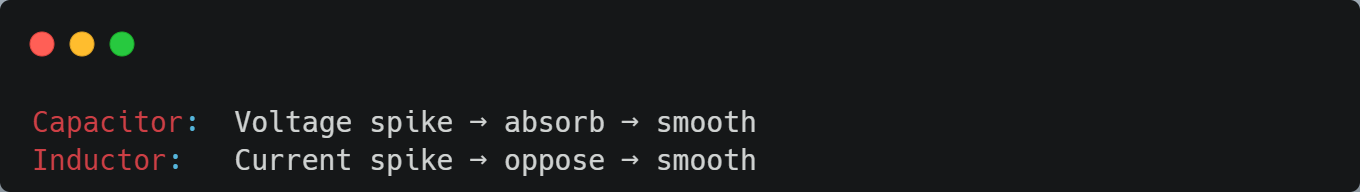 Capacitor:  Voltage spike → absorb → smooth
Inductor:   Current spike → oppose → smooth